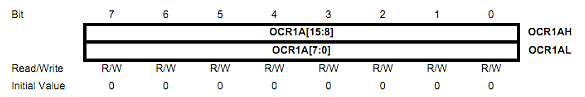 Bit 7 6 5 4 3 2 1 0
OCR1A[15:8] OCR1AH
OCR1A[7:0] OCR1AL
Read/Write R/W R/W R/W R/W R/W R/W R/W R/W
Initial Value 0 0 0 0 0 0 0 0